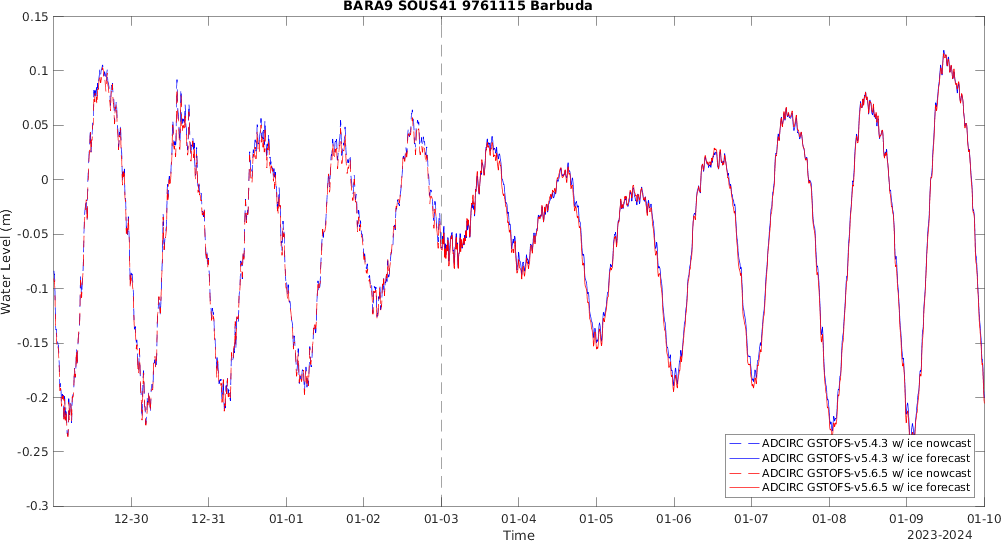 BARA9 SOUS41 9761115 Barbuda
0.15
0.1
0.05
0
-0.05
-0.1
-0.15
-0.2
-0.25
-0.3
Water Level (m)
12-30 12-31 01-01 01-02 01-03 01-04 01-05 01-06 01-07 01-08 01-09 01-10
Time
2023-2024
ADCIRC GSTOFS-v5.4.3 w/ ice nowcast
ADCIRC GSTOFS-v5.4.3 w/ ice forecast
ADCIRC GSTOFS-v5.6.5 w/ ice nowcast
ADCIRC GSTOFS-v5.6.5 w/ ice forecast